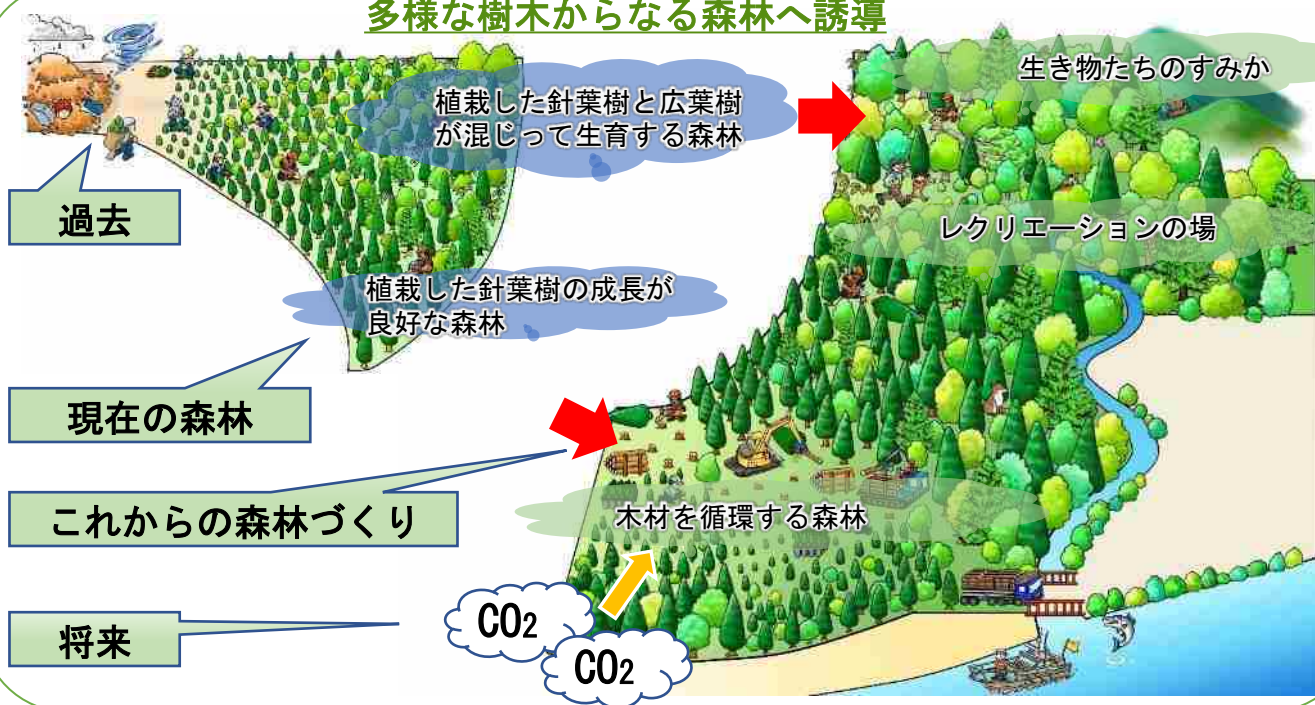 多様な樹木からなる森林へ誘導
生き物たちのすみか
植栽した針葉樹と広葉樹
が混じって生育する森林
過去
レクリエーションの場
植栽した針葉樹の成長が
良好な森林
現在の森林
これからの森林づくり
木材を循環する森林
将来
CO2
CO2